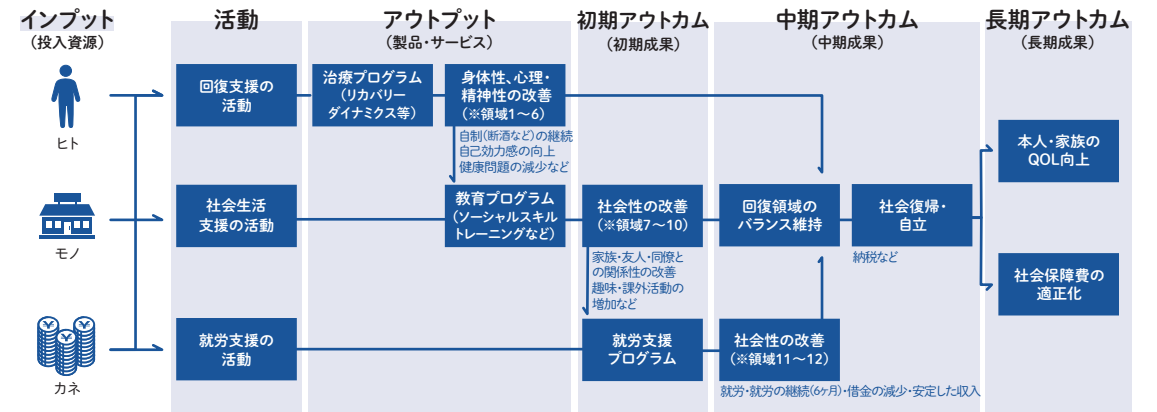 インプット
(投入資源)
活動
アウトプット
(製品・サービス)
初期アウトカム
(初期成果)
中期アウトカム
(中期成果)
長期アウトカム
(長期成果)
ヒト
モノ
カネ
回復支援の
活動
治療プログラム
(リカバリー
ダイナミクス等)
身体性、心理・
精神性の改善
(※領域1〜6)
自制(断酒など)の継続
自己効力感の向上
健康問題の減少など
社会生活
支援の活動
教育プログラム
(ソーシャルスキル
トレーニングなど)
社会性の改善
(※領域7〜10)
家族・友人・同僚と
の関係性の改善
趣味・課外活動の
増加など
回復領域の
バランス維持
社会復帰・
自立
納税など
本人・家族の
QOL向上
社会保障費の
適正化
就労支援の
活動
就労支援
プログラム
社会性の改善
(※領域11〜12)
就労・就労の継続(6ヶ月)・借金の減少・安定した収入